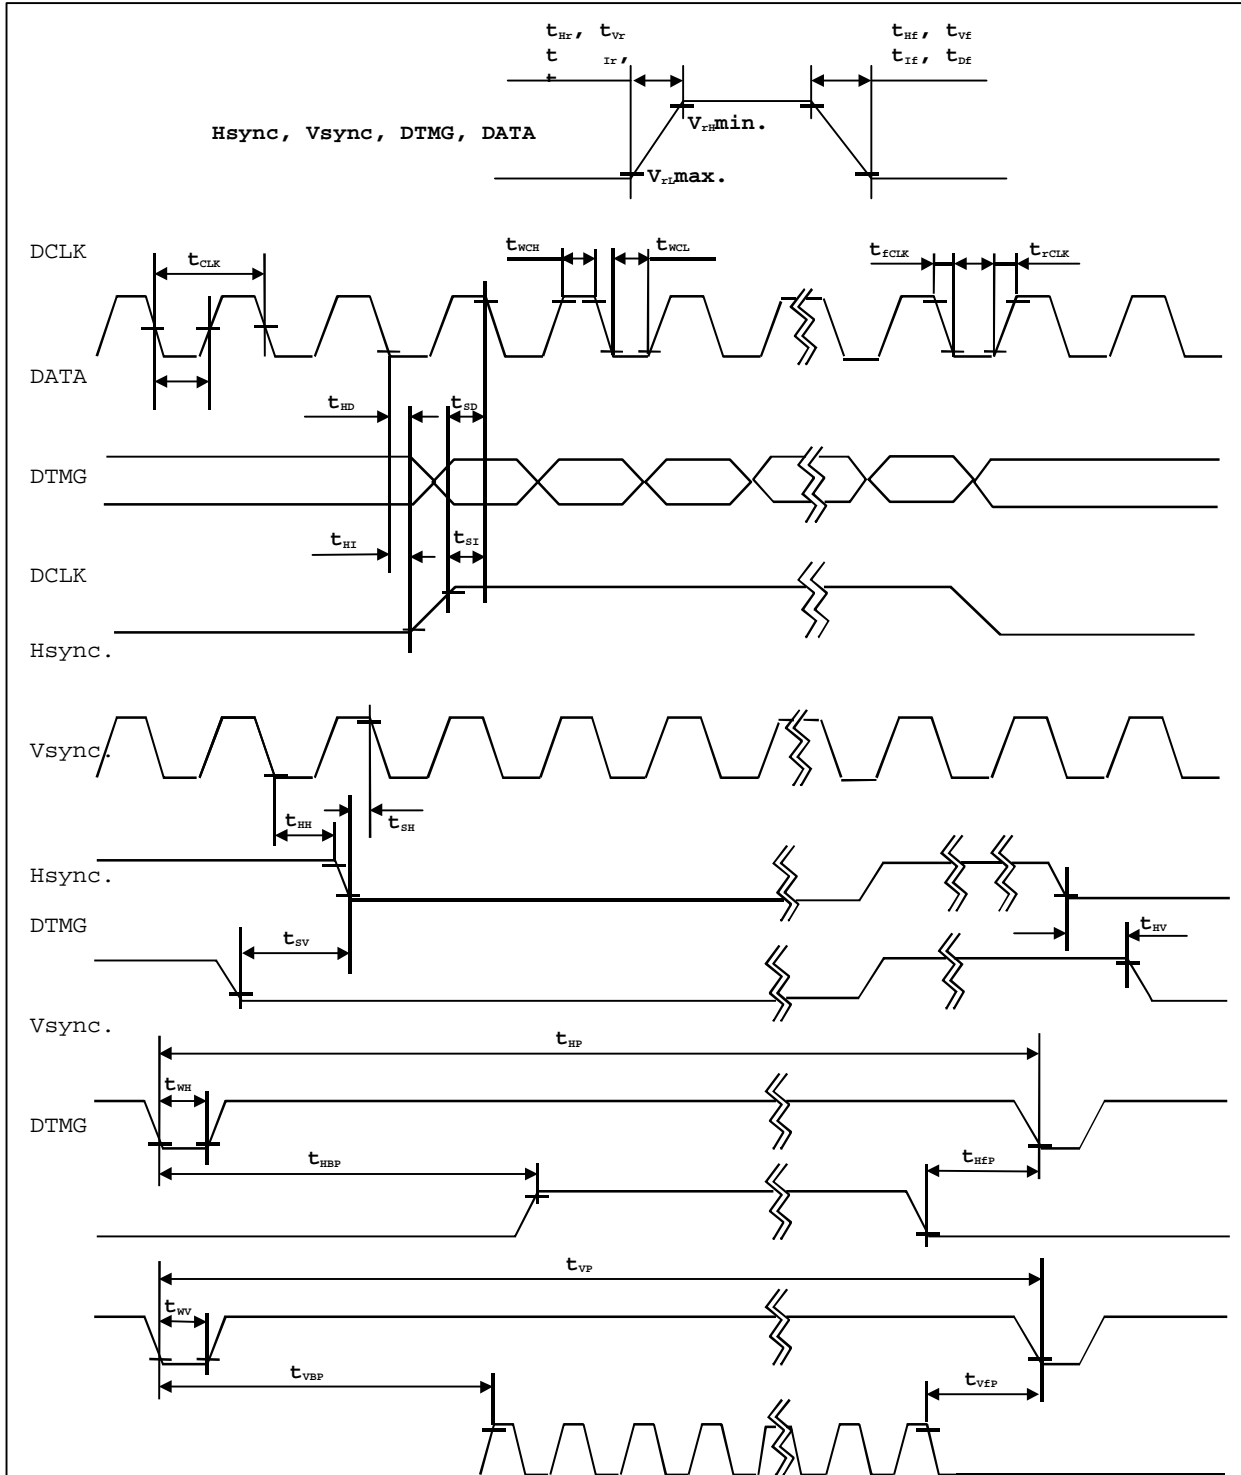 tHr, tVr
tHf, tVf
t Ir,
tIf, tDf
t
Hsync, Vsync, DTMG, DATA
VrHmin.
VrLmax.
DCLK
tCLK
tWCH
tWCL
tfCLK
trCLK
DATA
tHD
tSD
DTMG
tHI
tSI
DCLK
Hsync.
Vsync.
tHH
tSH
Hsync.
DTMG
tSV
tHV
Vsync.
tHP
tWH
DTMG
tHBP
tHfP
tVP
tWV
tVBP
tVfP